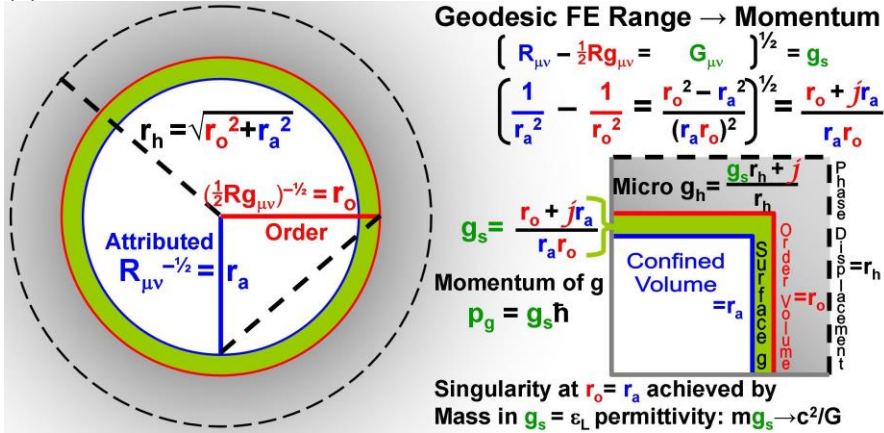 Geodesic FE Range → Momentum
( Rμν - ½Rgμν = Gμν )^½ = gs
( 1/ra² - 1/ro² = (ro² - ra²)/(raro)² )^½ = (ro + jra)/(raro)
rh = √(ro²+ra²)
(½Rgμν)^-½ = ro
Order
Attributed
Rμν^-½ = ra
Micro gh = (gsrh + j)/rh
gs = (ro + jra)/(raro)
Confined
Volume
=ra
Surface g
Order Volume
=ro
Phase Displacement
=rh
Momentum of g
pg = gsħ
Singularity at ro= ra achieved by
Mass in gs = εL permittivity: mgs→c²/G